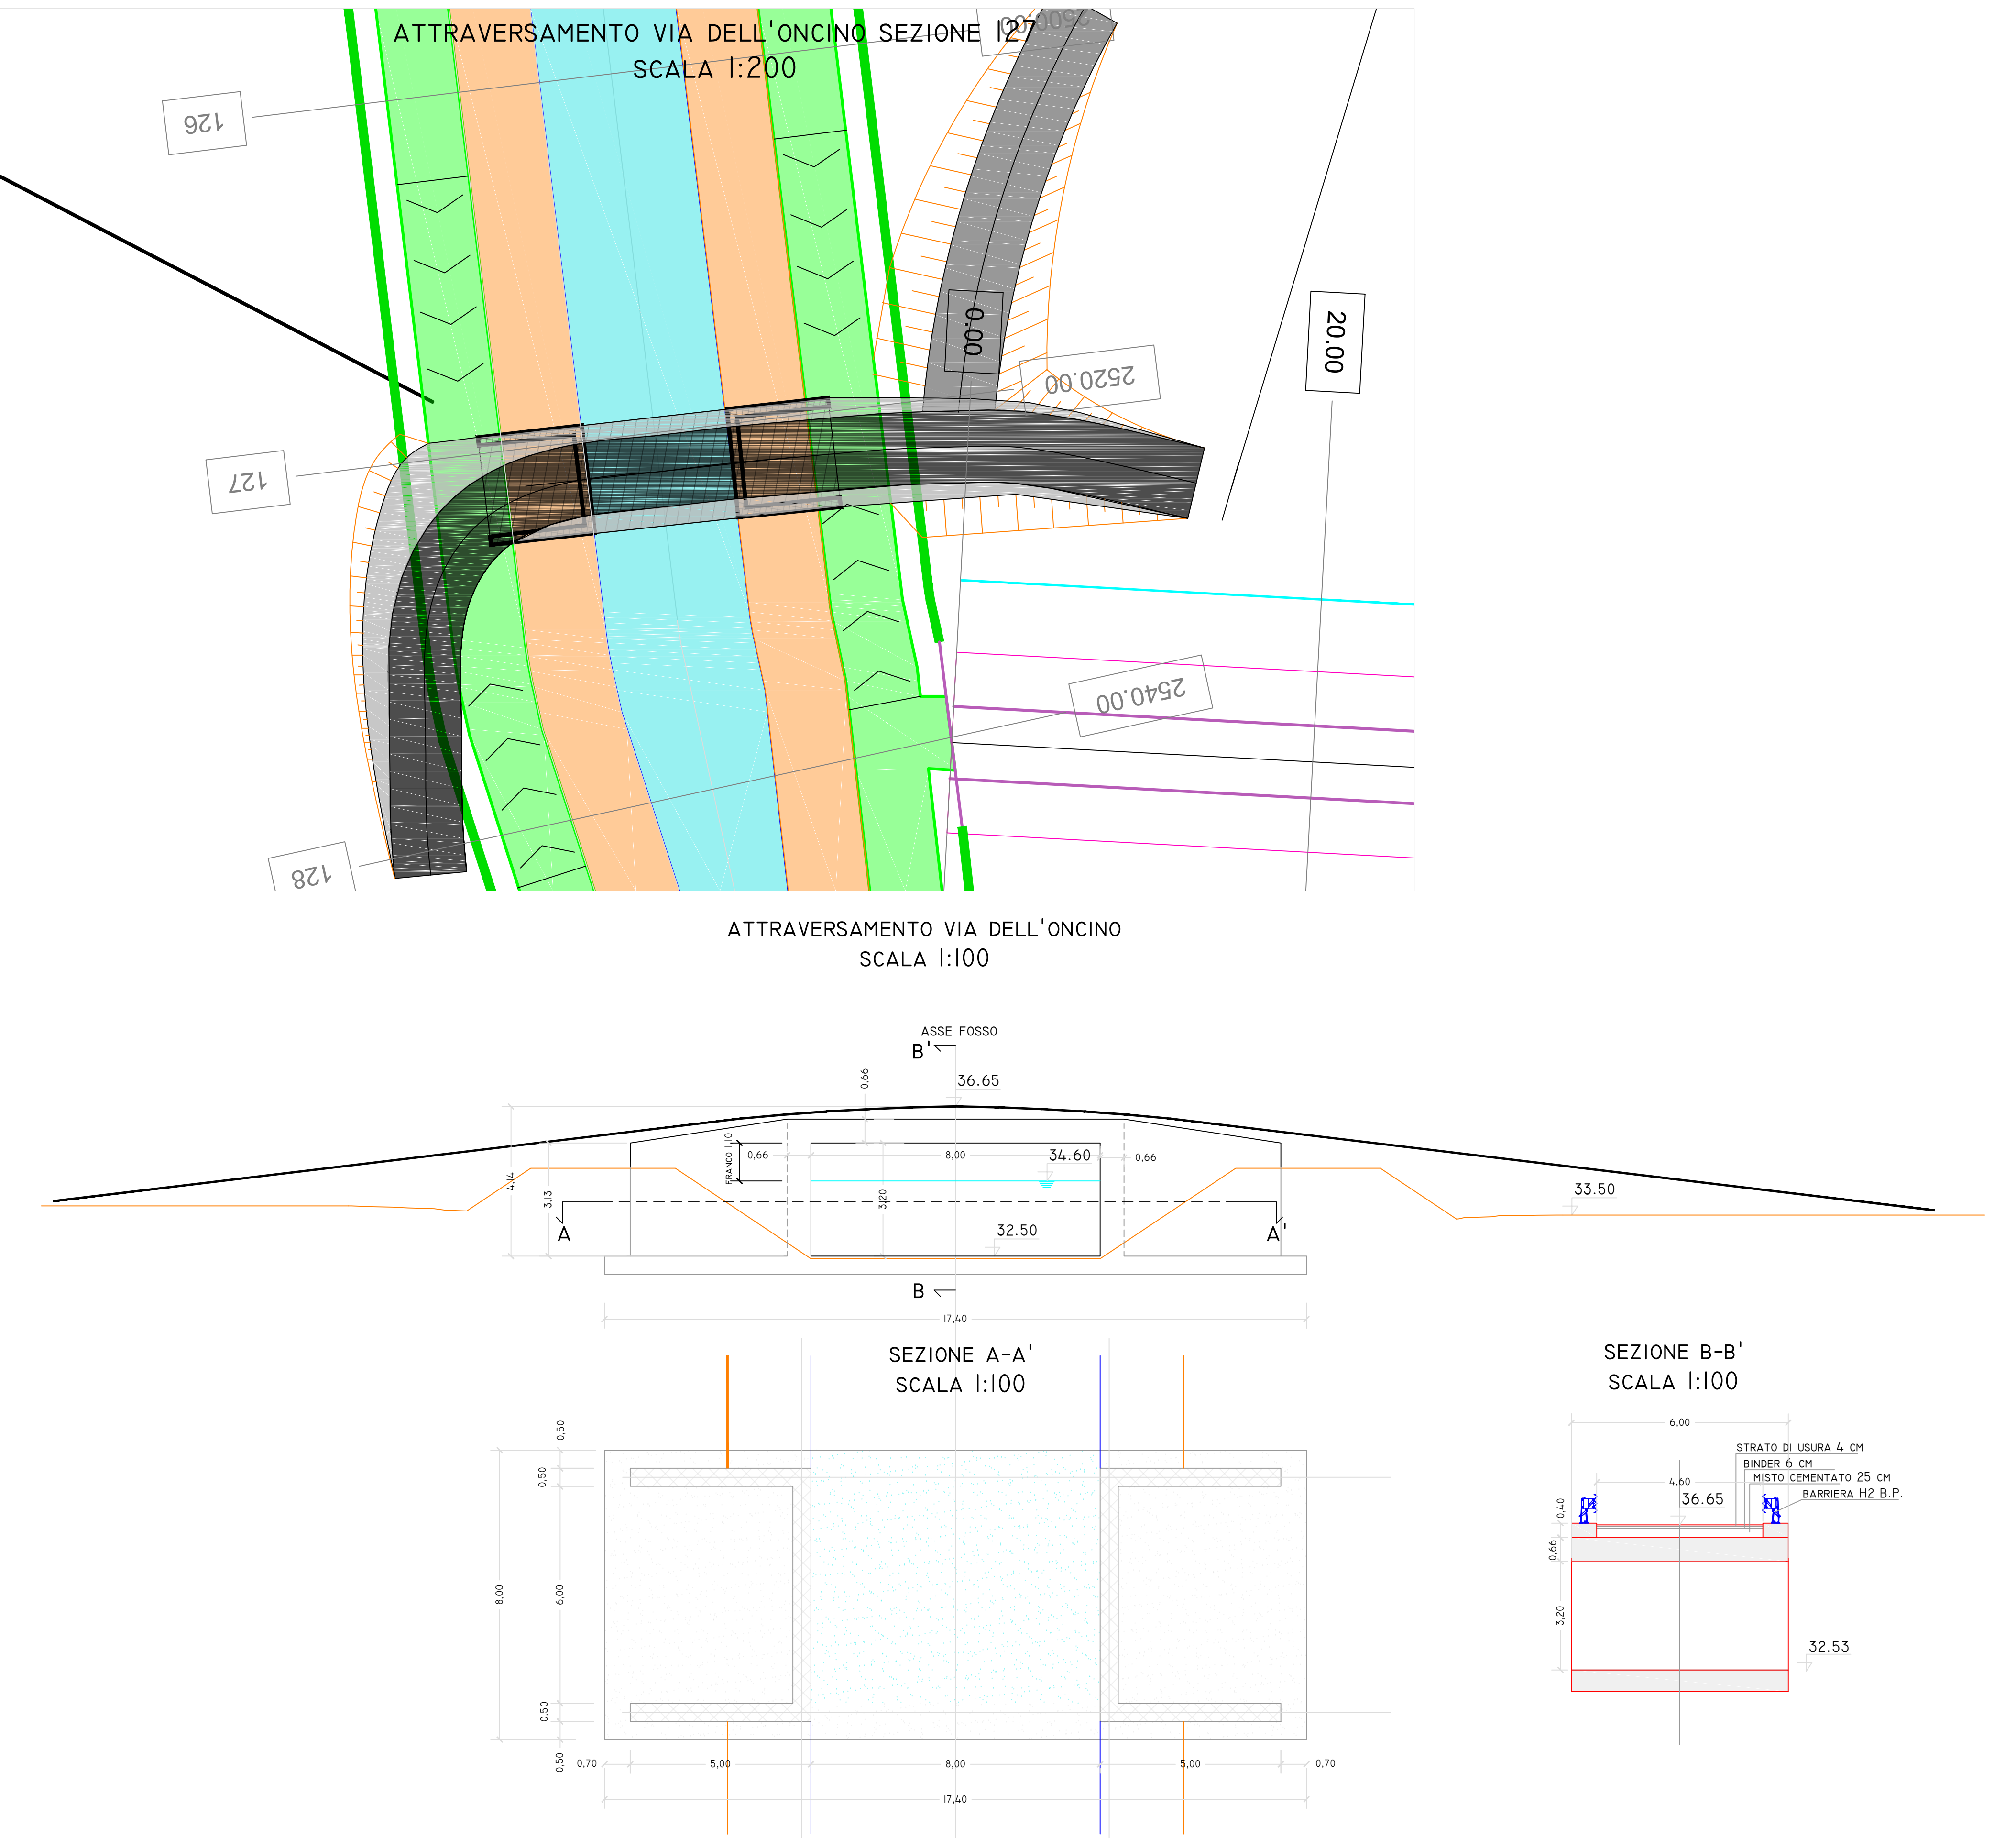 ATTRAVERSAMENTO VIA DELL'ONCINO SEZIONE 127
SCALA 1:200
2500.00
126
0.00
20.00
2520.00
127
2540.00
128
ATTRAVERSAMENTO VIA DELL'ONCINO
SCALA 1:100
ASSE FOSSO
B'
36.65
0,66
FRANCO 1,10
0,66
8,00
34.60
0,66
4,14
3,13
3,20
33.50
A
A'
32.50
B
17,40
SEZIONE A-A'
SCALA 1:100
0,50
0,50
8,00
6,00
0,50
0,50
0,70
5,00
8,00
5,00
0,70
17,40
SEZIONE B-B'
SCALA 1:100
6,00
STRATO DI USURA 4 CM
BINDER 6 CM
4,60
MISTO CEMENTATO 25 CM
BARRIERA H2 B.P.
36.65
0,40
0,66
3,20
32.53